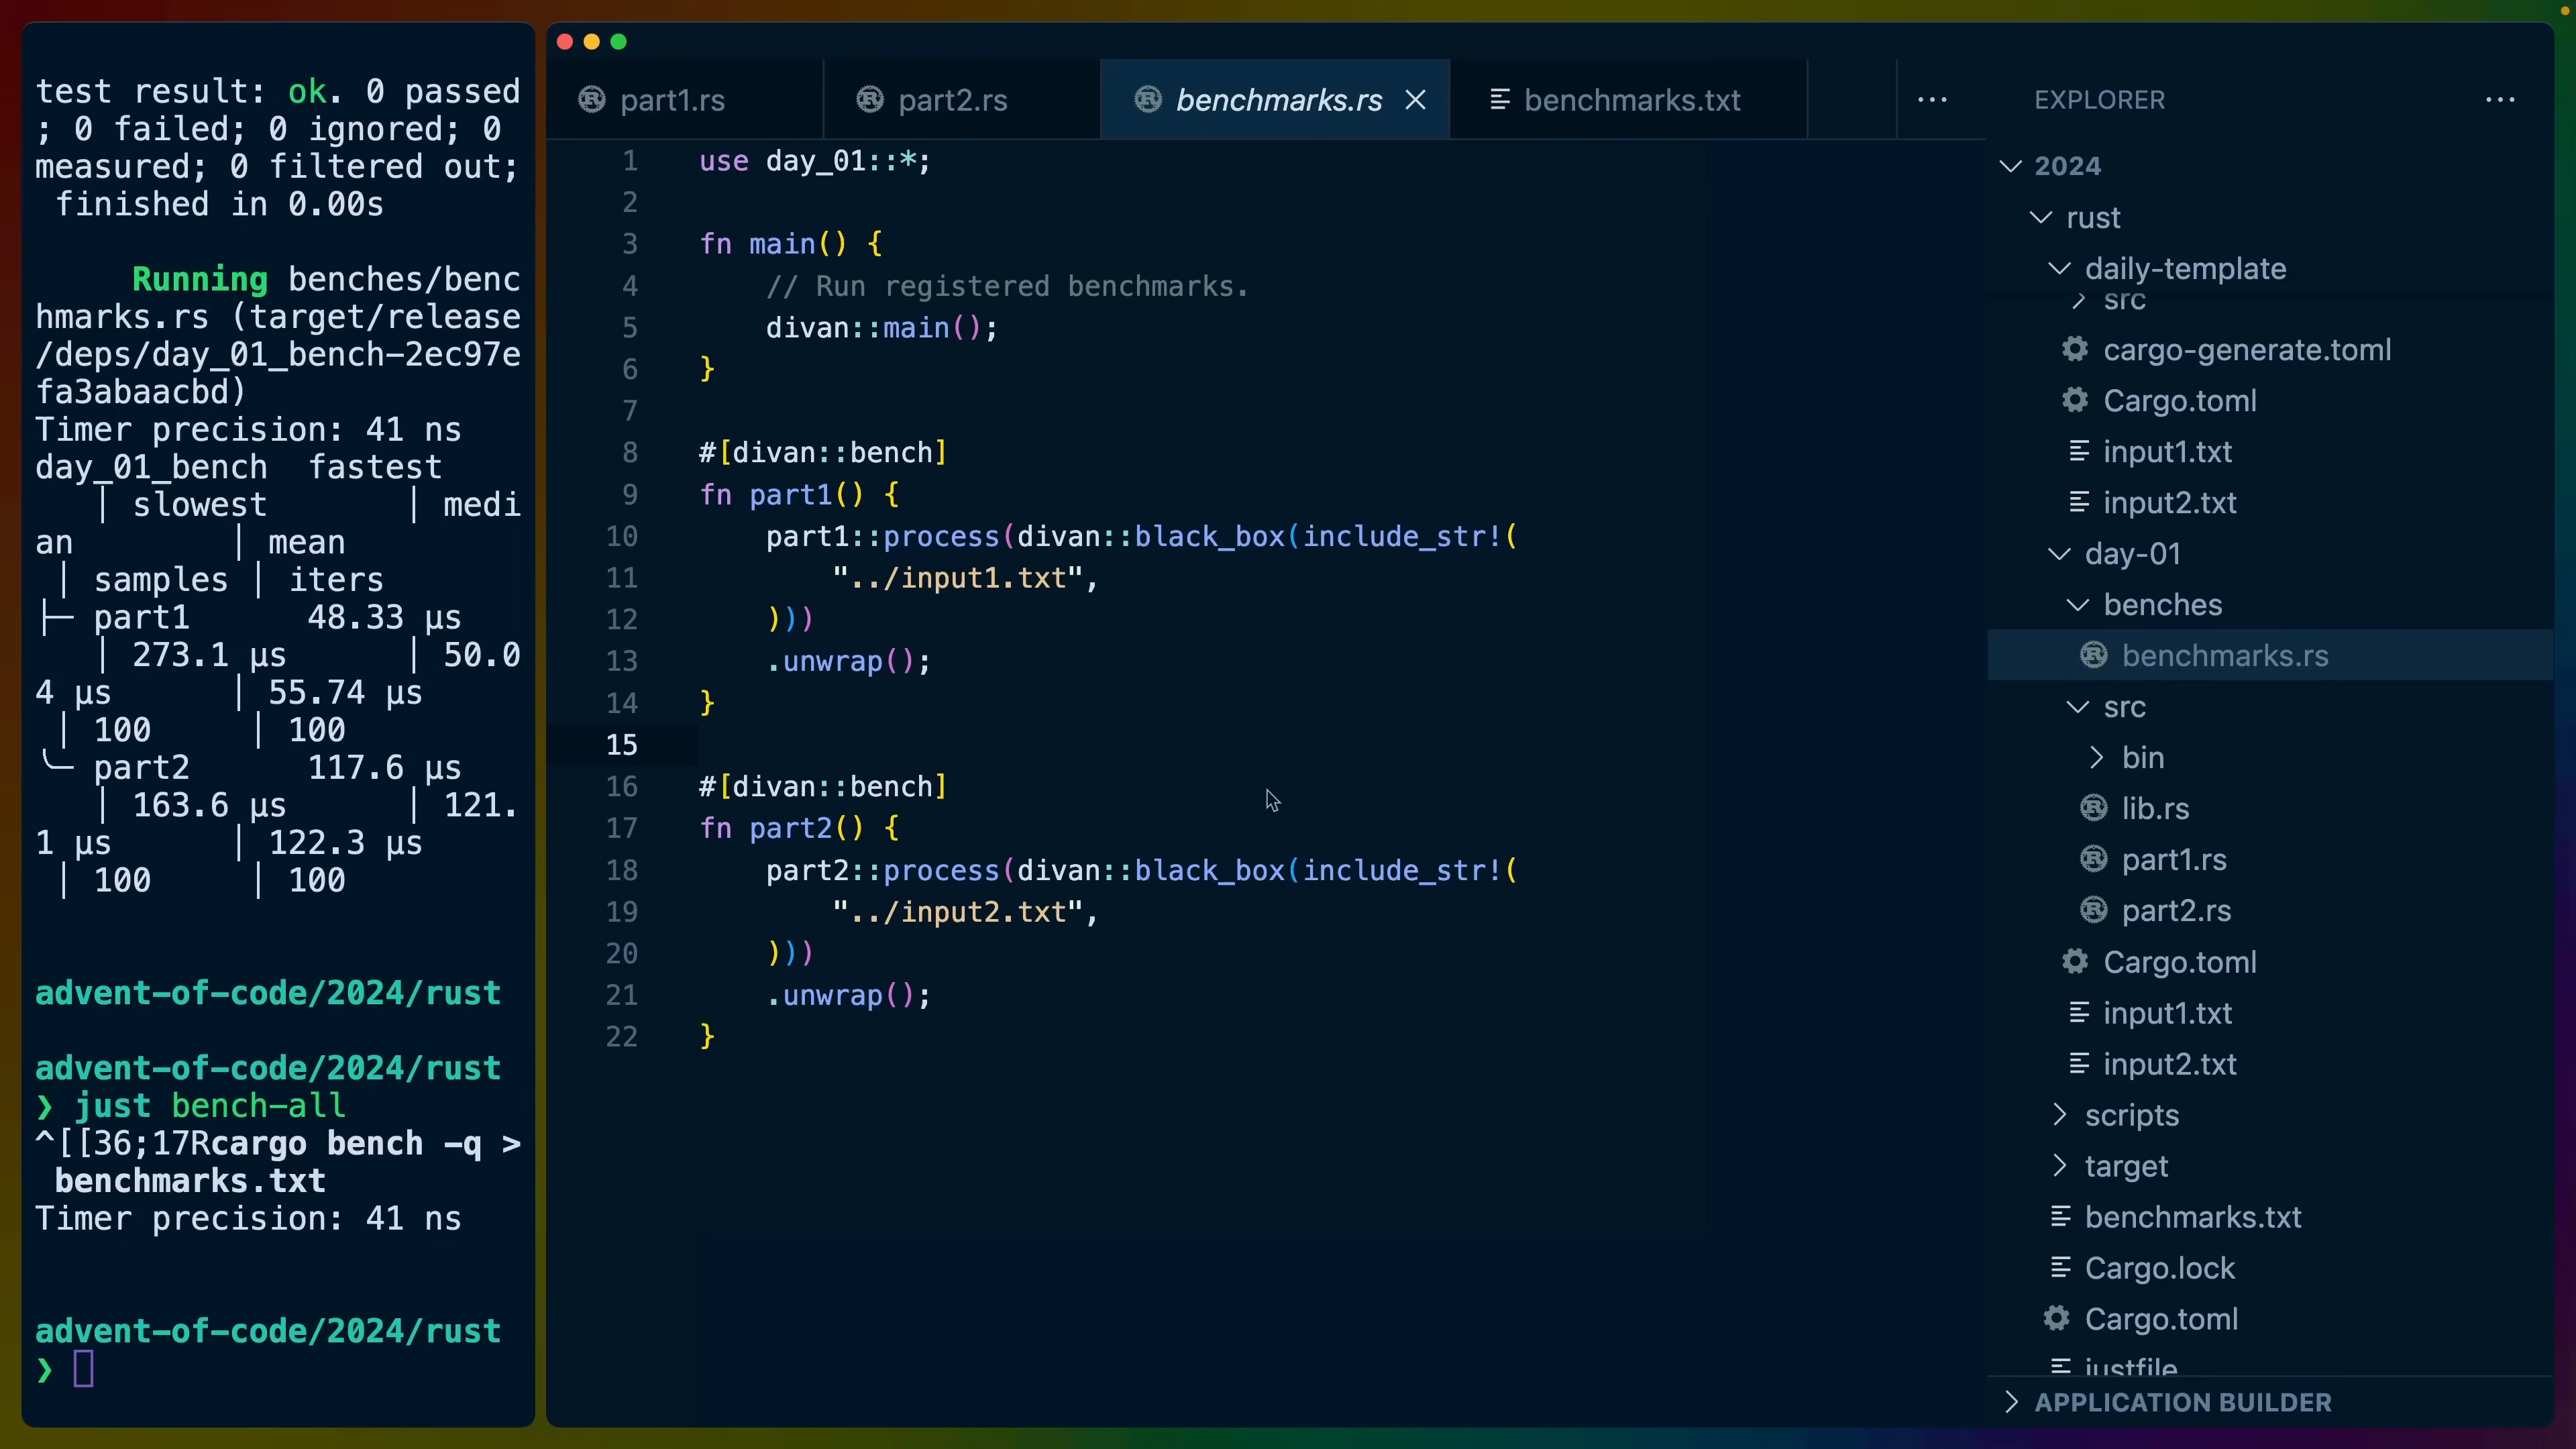 test result: ok. 0 passed
; 0 failed; 0 ignored; 0
measured; 0 filtered out;
finished in 0.00s
Running benches/benc
hmarks.rs (target/release
/deps/day_01_bench-2ec97e
fa3abaacbd)
Timer precision: 41 ns
day_01_bench  fastest
│ slowest       │ medi
an          │ mean
│ samples │ iters
├─ part1      48.33 µs
│ 273.1 µs      │ 50.0
4 µs      │ 55.74 µs
│ 100     │ 100
╰─ part2      117.6 µs
│ 163.6 µs      │ 121.
1 µs      │ 122.3 µs
│ 100     │ 100
advent-of-code/2024/rust
advent-of-code/2024/rust
❯ just bench-all
^[[36;17Rcargo bench -q >
benchmarks.txt
Timer precision: 41 ns
advent-of-code/2024/rust
❯
part1.rs
part2.rs
benchmarks.rs
benchmarks.txt
1 use day_01::*;
2
3 fn main() {
4     // Run registered benchmarks.
5     divan::main();
6 }
7
8 #[divan::bench]
9 fn part1() {
10     part1::process(divan::black_box(include_str!(
11         "../input1.txt",
12     )))
13     .unwrap();
14 }
15
16 #[divan::bench]
17 fn part2() {
18     part2::process(divan::black_box(include_str!(
19         "../input2.txt",
20     )))
21     .unwrap();
22 }
EXPLORER
2024
rust
daily-template
src
cargo-generate.toml
Cargo.toml
input1.txt
input2.txt
day-01
benches
benchmarks.rs
src
bin
lib.rs
part1.rs
part2.rs
Cargo.toml
input1.txt
input2.txt
scripts
target
benchmarks.txt
Cargo.lock
Cargo.toml
justfile
APPLICATION BUILDER